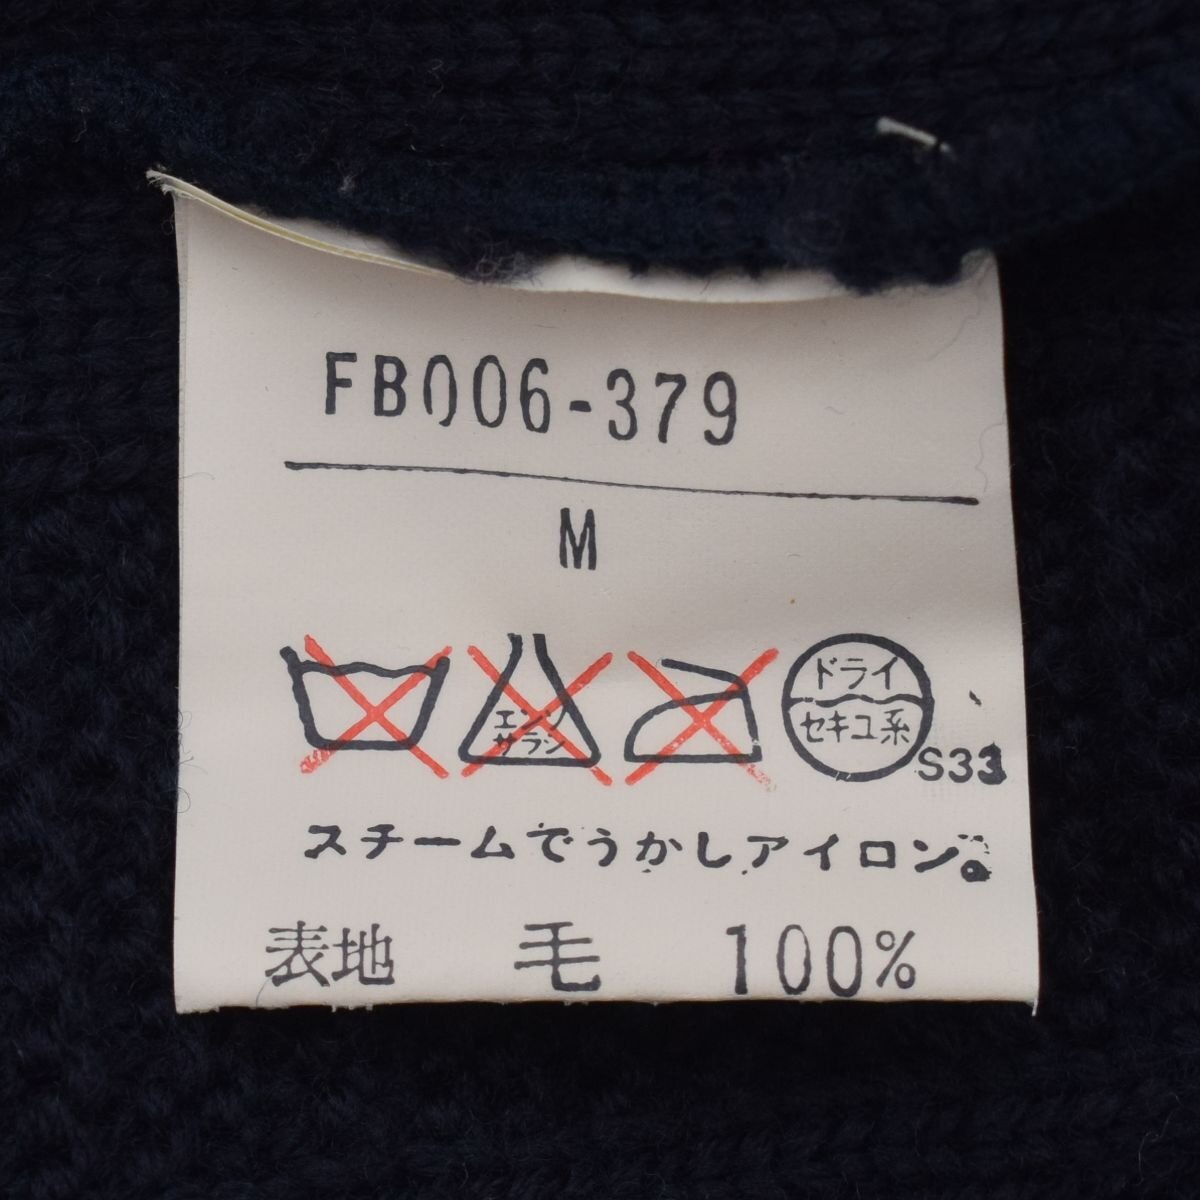 FB006-379
M
エンソ
サラシ
ドライ
セキユ系
S33
スチームでうかしアイロン。
表地 毛 100%